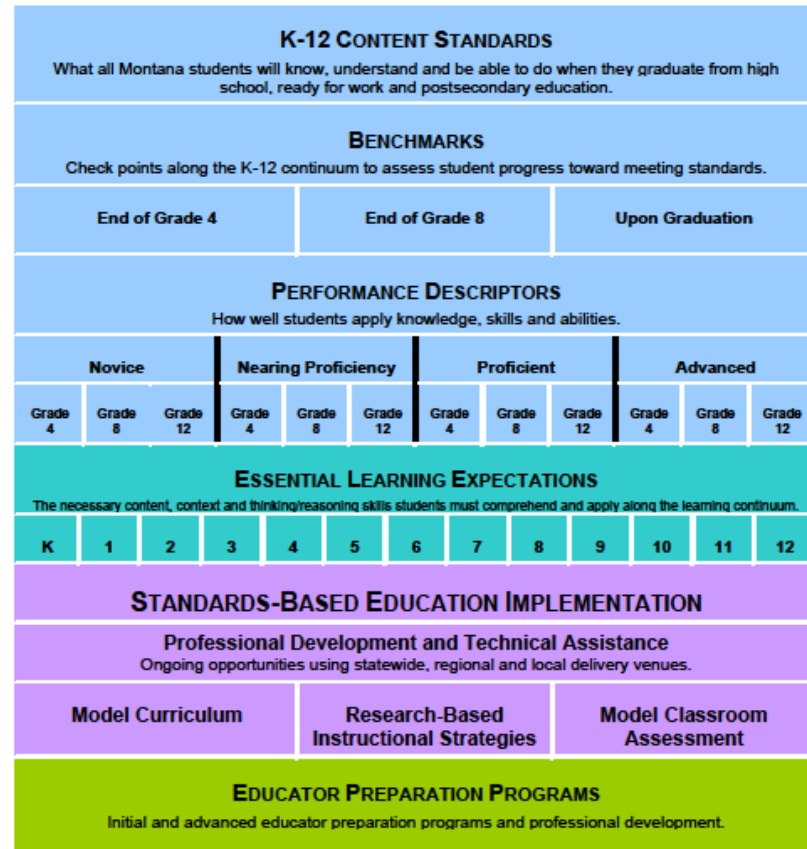 K-12 CONTENT STANDARDS
What all Montana students will know, understand and be able to do when they graduate from high
school, ready for work and postsecondary education.
BENCHMARKS
Check points along the K-12 continuum to assess student progress toward meeting standards.
End of Grade 4 End of Grade 8 Upon Graduation
PERFORMANCE DESCRIPTORS
How well students apply knowledge, skills and abilities.
Novice Nearing Proficiency Proficient Advanced
Grade Grade Grade Grade Grade Grade Grade Grade Grade Grade Grade Grade
4 8 12 4 8 12 4 8 12 4 8 12
ESSENTIAL LEARNING EXPECTATIONS
The necessary content, context and thinking/reasoning skills students must comprehend and apply along the learning continuum.
K 1 2 3 4 5 6 7 8 9 10 11 12
STANDARDS-BASED EDUCATION IMPLEMENTATION
Professional Development and Technical Assistance
Ongoing opportunities using statewide, regional and local delivery venues.
Model Curriculum Research-Based Model Classroom
Instructional Strategies Assessment
EDUCATOR PREPARATION PROGRAMS
Initial and advanced educator preparation programs and professional development.